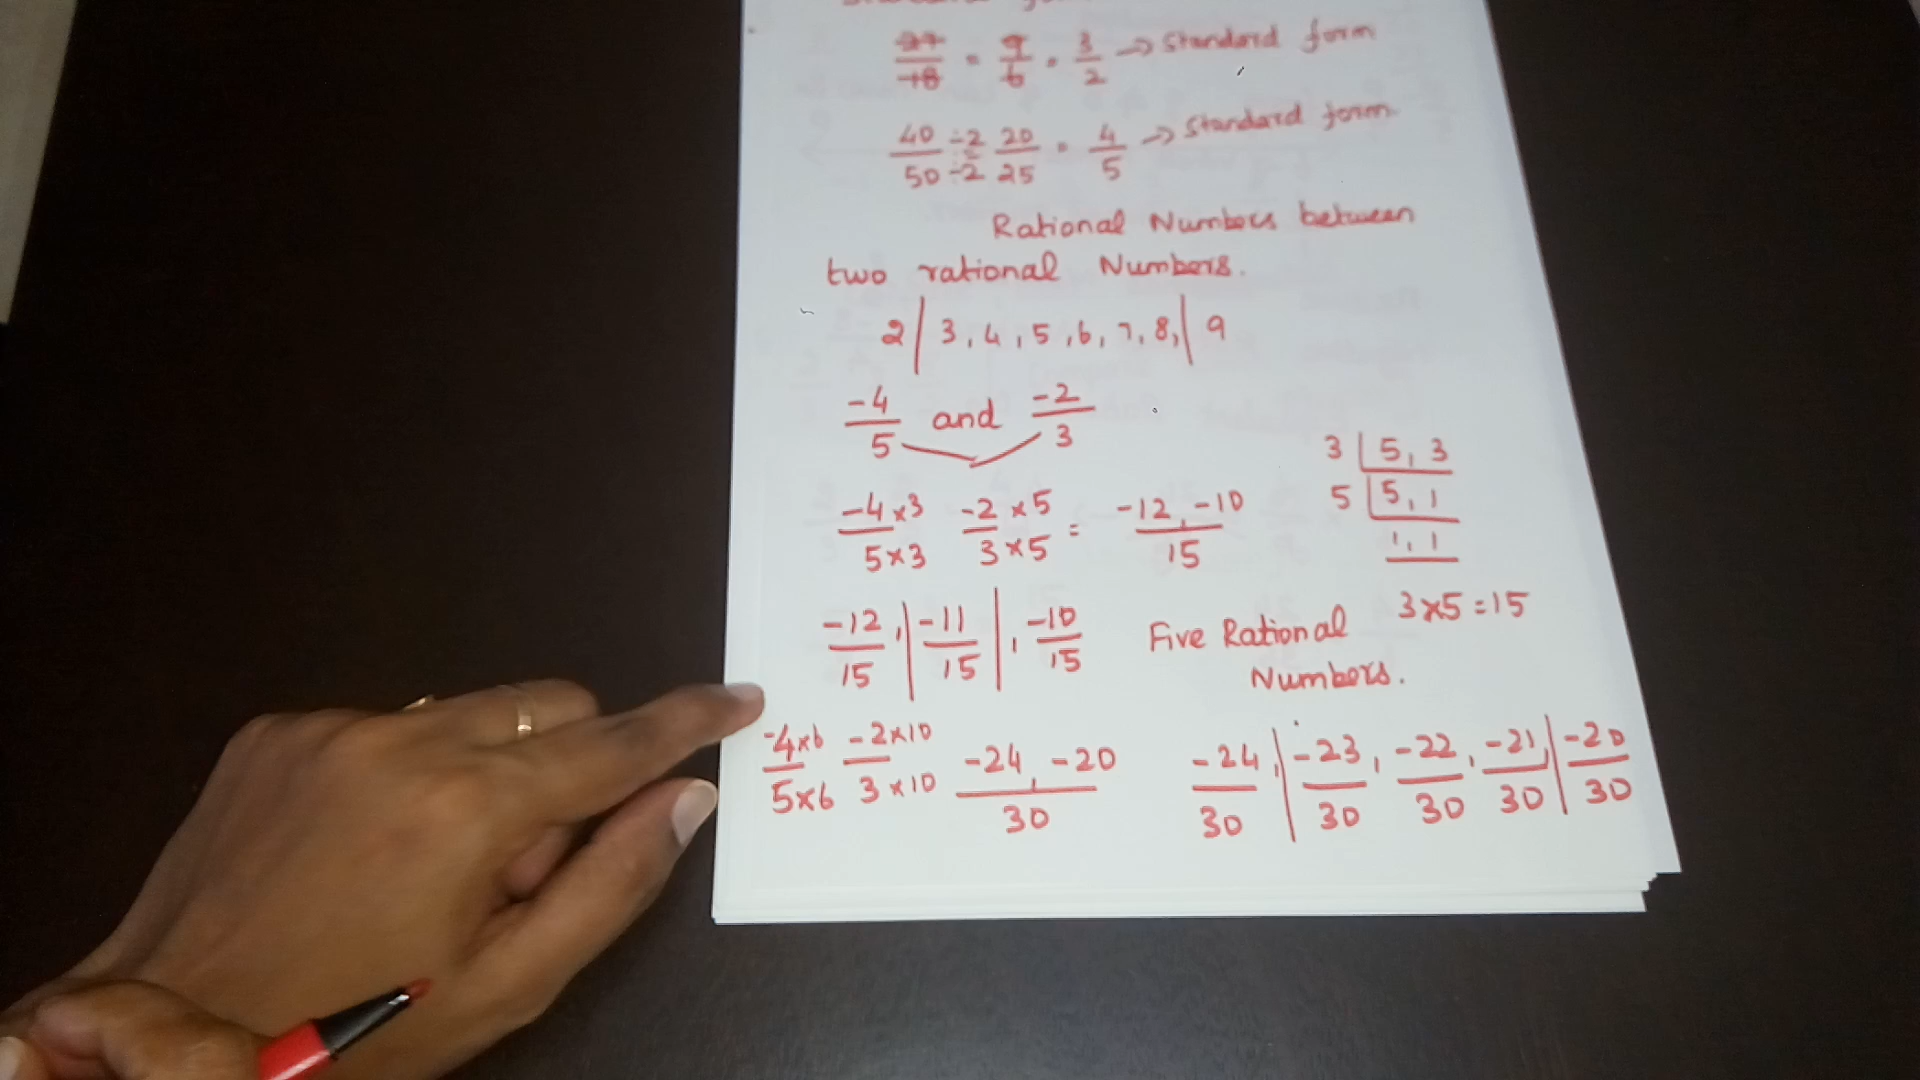 27/18 = 9/6 = 3/2 → Standard form
40/50 ÷2/÷2 20/25 = 4/5 → Standard form
Rational Numbers between
two rational Numbers.
2 | 3, 4, 5, 6, 7, 8, | 9
-4/5 and -2/3
3 | 5, 3
5 | 5, 1
1, 1
-4×3/5×3 -2×5/3×5 = -12, -10/15
3×5=15
-12/15, | -11/15 |, -10/15
Five Rational
Numbers.
-4×6/5×6 -2×10/3×10 -24, -20/30
-24/30, | -23/30, -22/30, -21/30, | -20/30